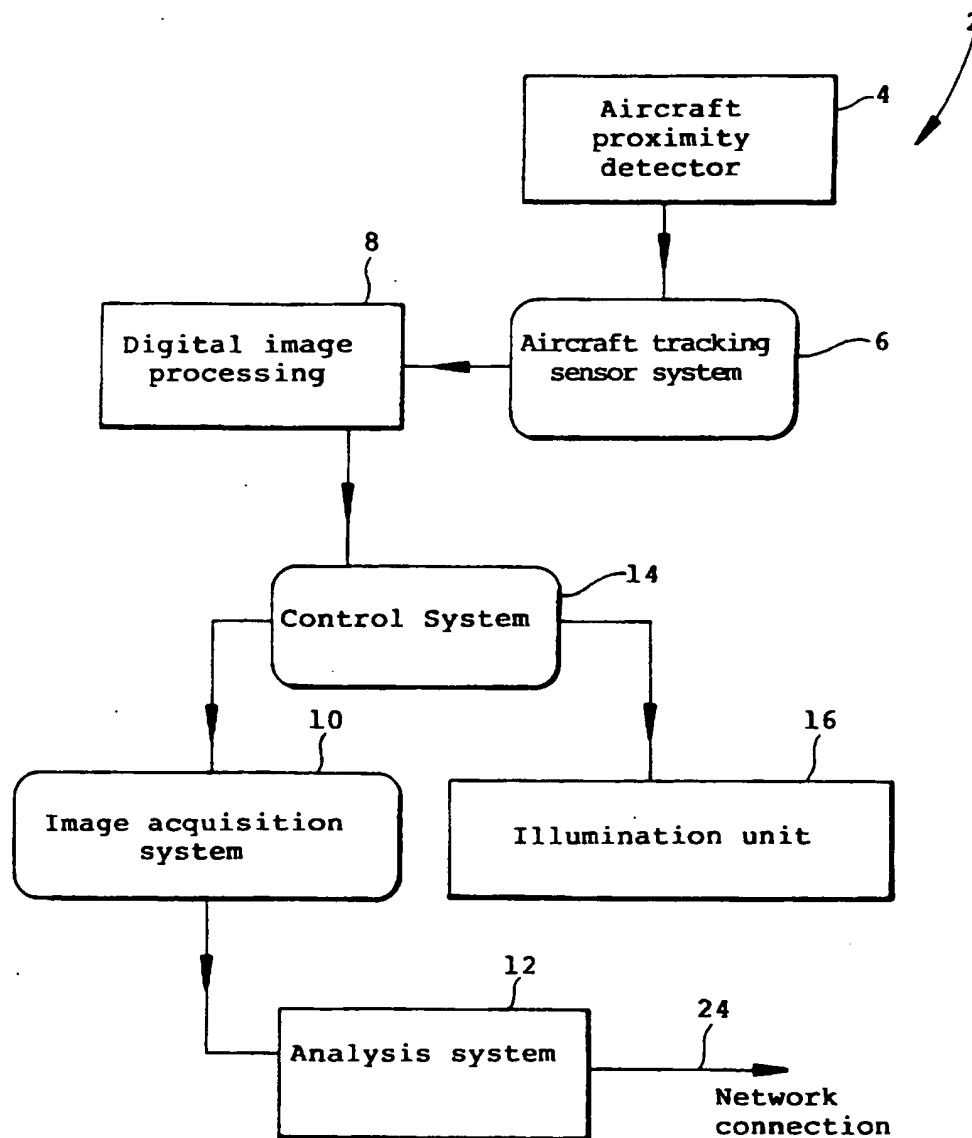 2
4
Aircraft
proximity
detector
8
Digital image
processing
Aircraft tracking
sensor system
6
14
Control System
10
16
Image acquisition
system
Illumination unit
12
24
Analysis system
Network
connection